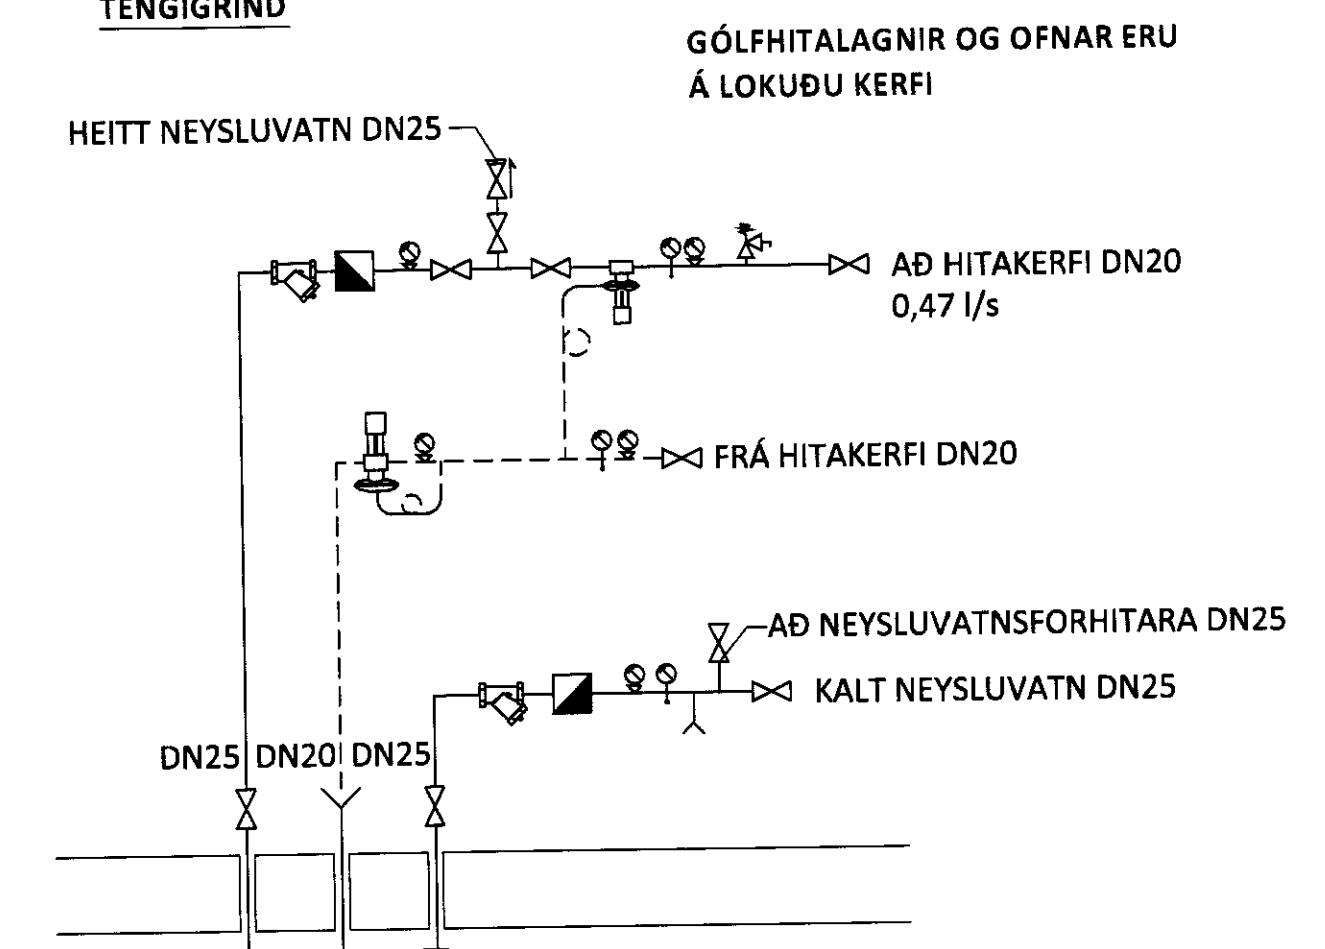 TENGIGRIND
GÓLFHITALAGNIR OG OFNAR ERU
Á LOKUÐU KERFI
HEITT NEYSLUVATN DN25
AÐ HITAKERFI DN20
0,47 l/s
FRÁ HITAKERFI DN20
AÐ NEYSLUVATNSFORHITARA DN25
KALT NEYSLUVATN DN25
DN25 DN20 DN25